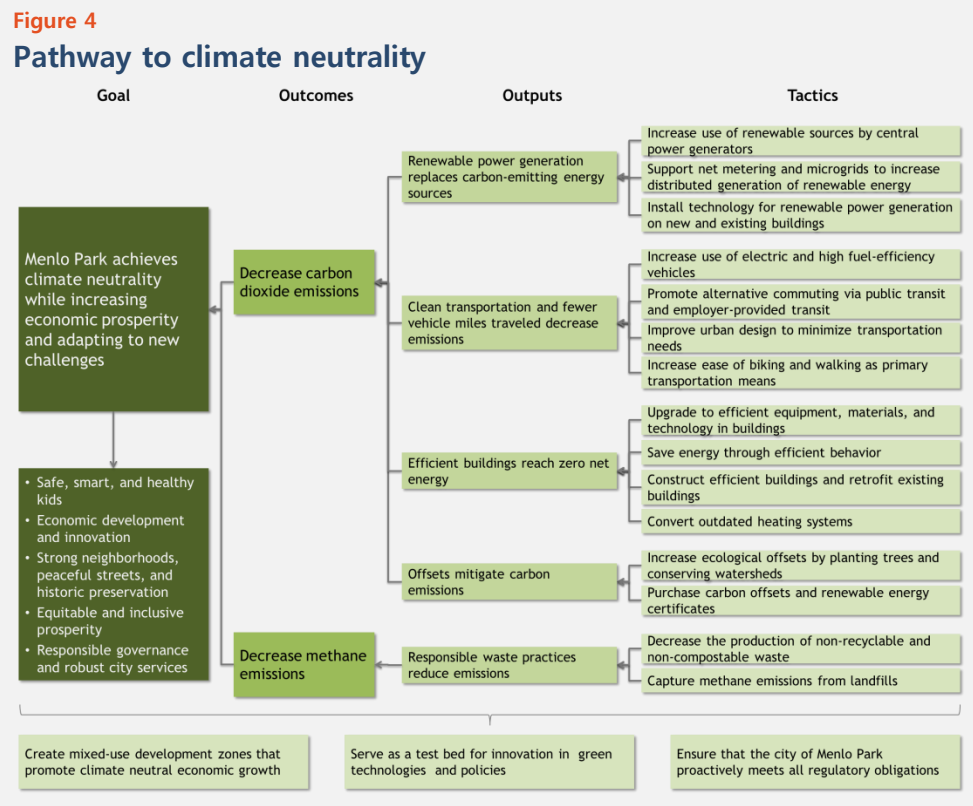 Figure 4
Pathway to climate neutrality
Goal
Outcomes
Outputs
Tactics
Menlo Park achieves
climate neutrality
while increasing
economic prosperity
and adapting to new
challenges
• Safe, smart, and healthy
kids
• Economic development
and innovation
• Strong neighborhoods,
peaceful streets, and
historic preservation
• Equitable and inclusive
prosperity
• Responsible governance
and robust city services
Decrease carbon
dioxide emissions
Decrease methane
emissions
Renewable power generation
replaces carbon-emitting energy
sources
Clean transportation and fewer
vehicle miles traveled decrease
emissions
Efficient buildings reach zero net
energy
Offsets mitigate carbon
emissions
Responsible waste practices
reduce emissions
Increase use of renewable sources by central
power generators
Support net metering and microgrids to increase
distributed generation of renewable energy
Install technology for renewable power generation
on new and existing buildings
Increase use of electric and high fuel-efficiency
vehicles
Promote alternative commuting via public transit
and employer-provided transit
Improve urban design to minimize transportation
needs
Increase ease of biking and walking as primary
transportation means
Upgrade to efficient equipment, materials, and
technology in buildings
Save energy through efficient behavior
Construct efficient buildings and retrofit existing
buildings
Convert outdated heating systems
Increase ecological offsets by planting trees and
conserving watersheds
Purchase carbon offsets and renewable energy
certificates
Decrease the production of non-recyclable and
non-compostable waste
Capture methane emissions from landfills
Create mixed-use development zones that
promote climate neutral economic growth
Serve as a test bed for innovation in green
technologies and policies
Ensure that the city of Menlo Park
proactively meets all regulatory obligations